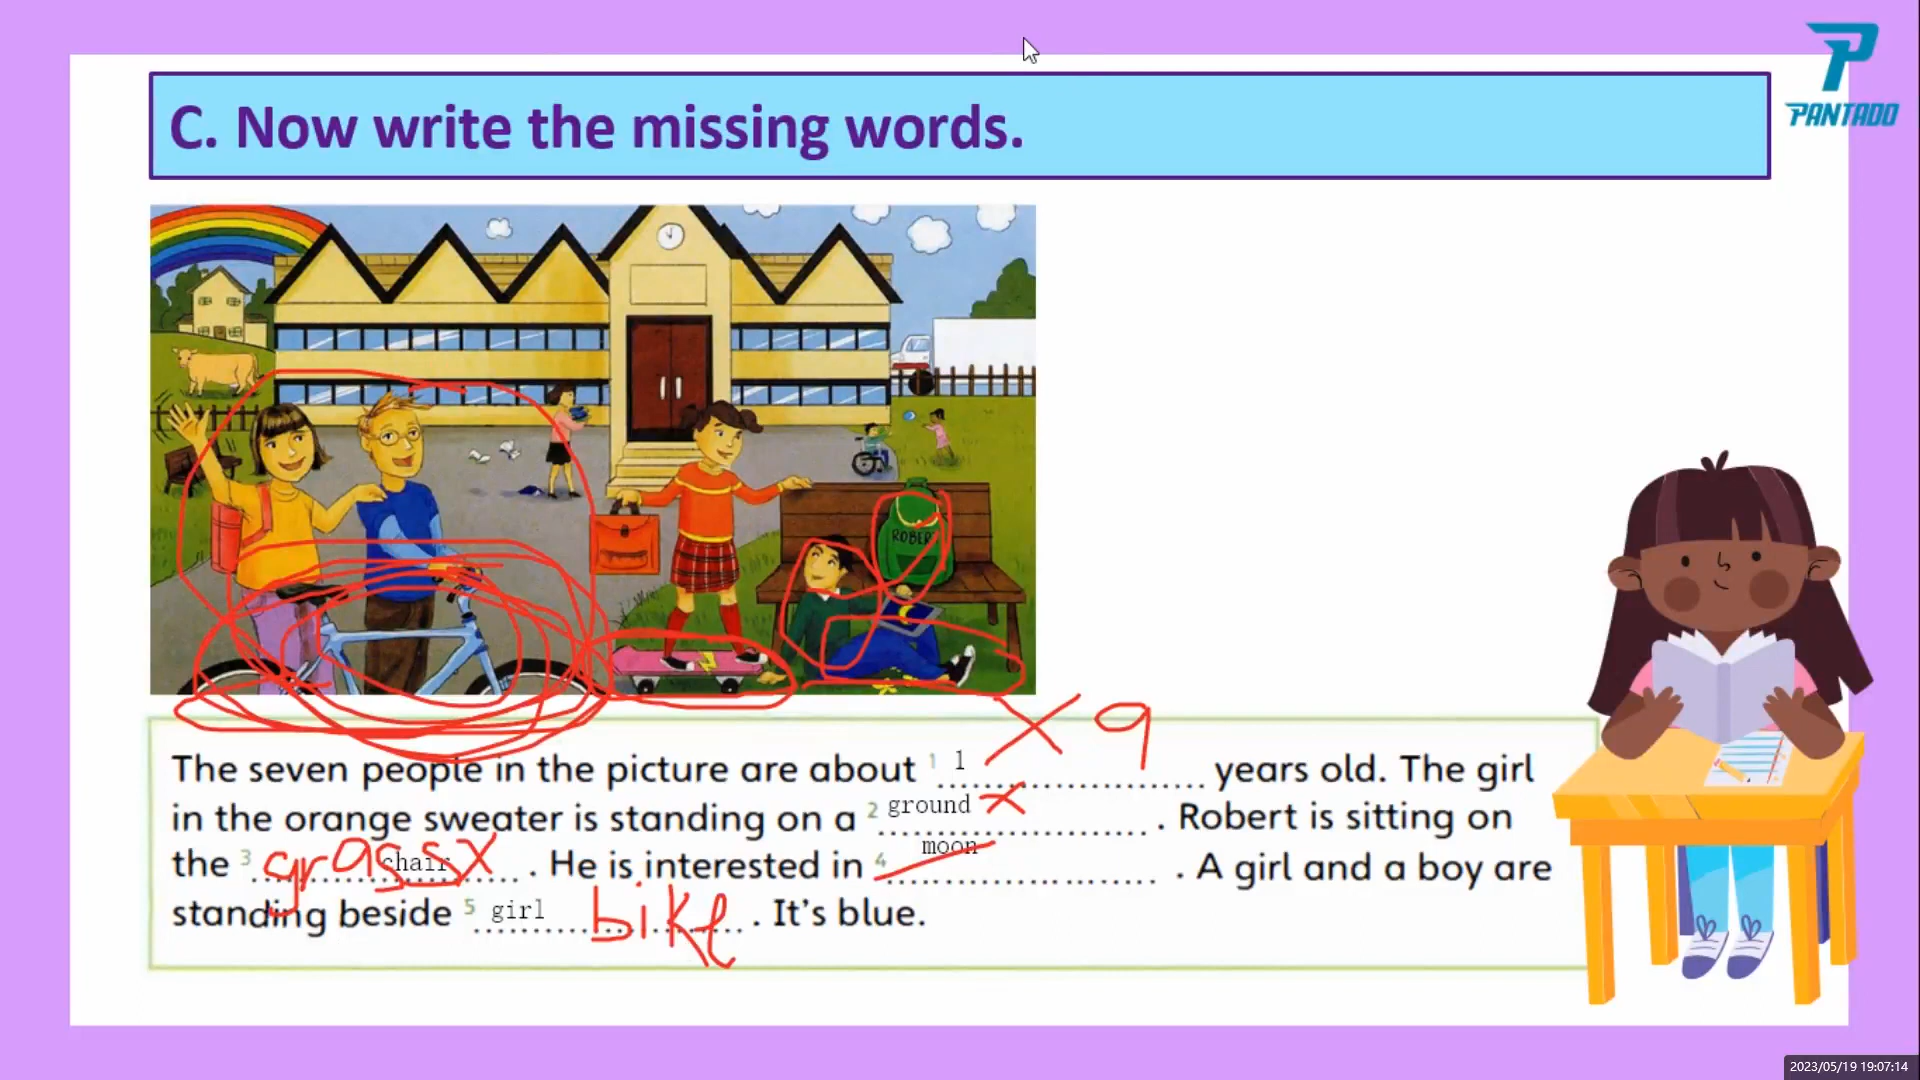 PANTADO
C. Now write the missing words.
ROBER
x 9
The seven people in the picture are about 1 1 ........................ years old. The girl
in the orange sweater is standing on a 2 ground x ........................ . Robert is sitting on
the 3 grass chair x ........................ . He is interested in 4 moon ........................ . A girl and a boy are
standing beside 5 girl bike ........................ . It's blue.
2023/05/19 19:07:14